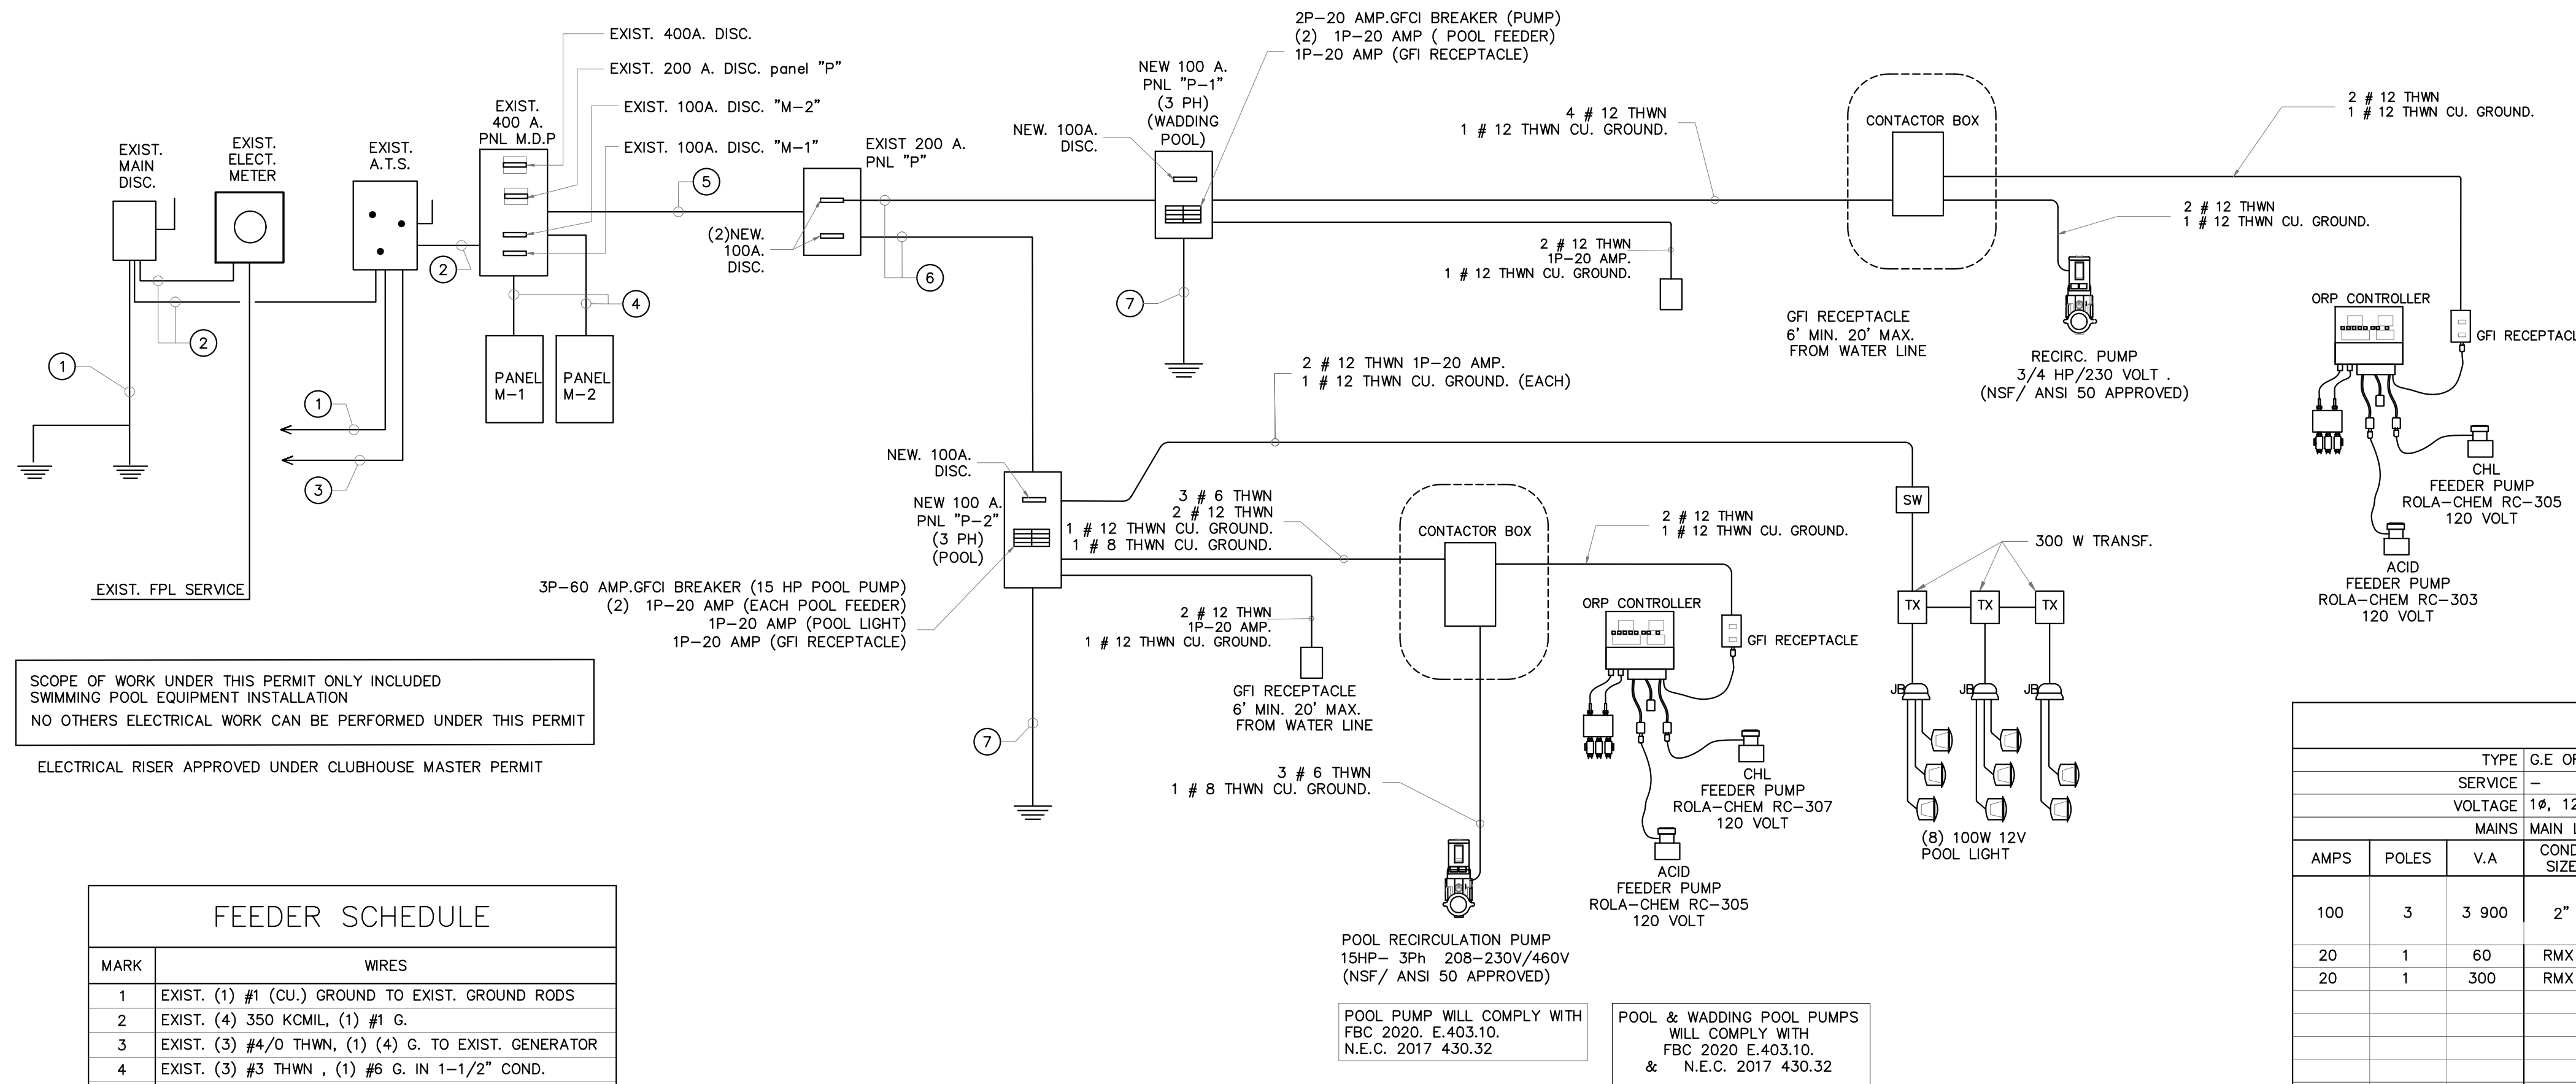 EXIST. 400A. DISC.
EXIST. 200 A. DISC. panel "P"
EXIST. 100A. DISC. "M-2"
EXIST. 100A. DISC. "M-1"
EXIST.
MAIN
DISC.
EXIST.
ELECT.
METER
EXIST.
A.T.S.
EXIST.
400 A.
PNL M.D.P
EXIST 200 A.
PNL "P"
(2)NEW.
100A.
DISC.
5
2
4
6
2
1
1
3
PANEL
M-1
PANEL
M-2
EXIST. FPL SERVICE
NEW 100 A.
PNL "P-1"
(3 PH)
(WADDING
POOL)
NEW. 100A.
DISC.
2P-20 AMP.GFCI BREAKER (PUMP)
(2) 1P-20 AMP ( POOL FEEDER)
1P-20 AMP (GFI RECEPTACLE)
7
4 # 12 THWN
1 # 12 THWN CU. GROUND.
CONTACTOR BOX
2 # 12 THWN
1 # 12 THWN CU. GROUND.
2 # 12 THWN
1 # 12 THWN CU. GROUND.
2 # 12 THWN
1P-20 AMP.
1 # 12 THWN CU. GROUND.
GFI RECEPTACLE
6' MIN. 20' MAX.
FROM WATER LINE
RECIRC. PUMP
3/4 HP/230 VOLT .
(NSF/ ANSI 50 APPROVED)
ORP CONTROLLER
GFI RECEPTACL
CHL
FEEDER PUMP
ROLA-CHEM RC-305
120 VOLT
ACID
FEEDER PUMP
ROLA-CHEM RC-303
120 VOLT
2 # 12 THWN 1P-20 AMP.
1 # 12 THWN CU. GROUND. (EACH)
NEW. 100A.
DISC.
NEW 100 A.
PNL "P-2"
(3 PH)
(POOL)
3 # 6 THWN
2 # 12 THWN
1 # 12 THWN CU. GROUND.
1 # 8 THWN CU. GROUND.
CONTACTOR BOX
2 # 12 THWN
1 # 12 THWN CU. GROUND.
SW
300 W TRANSF.
TX
TX
TX
JB
JB
JB
(8) 100W 12V
POOL LIGHT
3P-60 AMP.GFCI BREAKER (15 HP POOL PUMP)
(2) 1P-20 AMP (EACH POOL FEEDER)
1P-20 AMP (POOL LIGHT)
1P-20 AMP (GFI RECEPTACLE)
2 # 12 THWN
1P-20 AMP.
1 # 12 THWN CU. GROUND.
GFI RECEPTACLE
6' MIN. 20' MAX.
FROM WATER LINE
7
ORP CONTROLLER
GFI RECEPTACLE
CHL
FEEDER PUMP
ROLA-CHEM RC-307
120 VOLT
ACID
FEEDER PUMP
ROLA-CHEM RC-305
120 VOLT
3 # 6 THWN
1 # 8 THWN CU. GROUND.
POOL RECIRCULATION PUMP
15HP- 3Ph 208-230V/460V
(NSF/ ANSI 50 APPROVED)
POOL PUMP WILL COMPLY WITH
FBC 2020. E.403.10.
N.E.C. 2017 430.32
POOL & WADDING POOL PUMPS
WILL COMPLY WITH
FBC 2020 E.403.10.
& N.E.C. 2017 430.32
SCOPE OF WORK UNDER THIS PERMIT ONLY INCLUDED
SWIMMING POOL EQUIPMENT INSTALLATION
NO OTHERS ELECTRICAL WORK CAN BE PERFORMED UNDER THIS PERMIT
ELECTRICAL RISER APPROVED UNDER CLUBHOUSE MASTER PERMIT
FEEDER SCHEDULE
MARK WIRES
1 EXIST. (1) #1 (CU.) GROUND TO EXIST. GROUND RODS
2 EXIST. (4) 350 KCMIL, (1) #1 G.
3 EXIST. (3) #4/0 THWN, (1) (4) G. TO EXIST. GENERATOR
4 EXIST. (3) #3 THWN , (1) #6 G. IN 1-1/2" COND.
TYPE G.E
SERVICE -
VOLTAGE 1ø, 12
MAINS MAIN L
AMPS POLES V.A COND
SIZE
100 3 3 900 2"
20 1 60 RMX
20 1 300 RMX